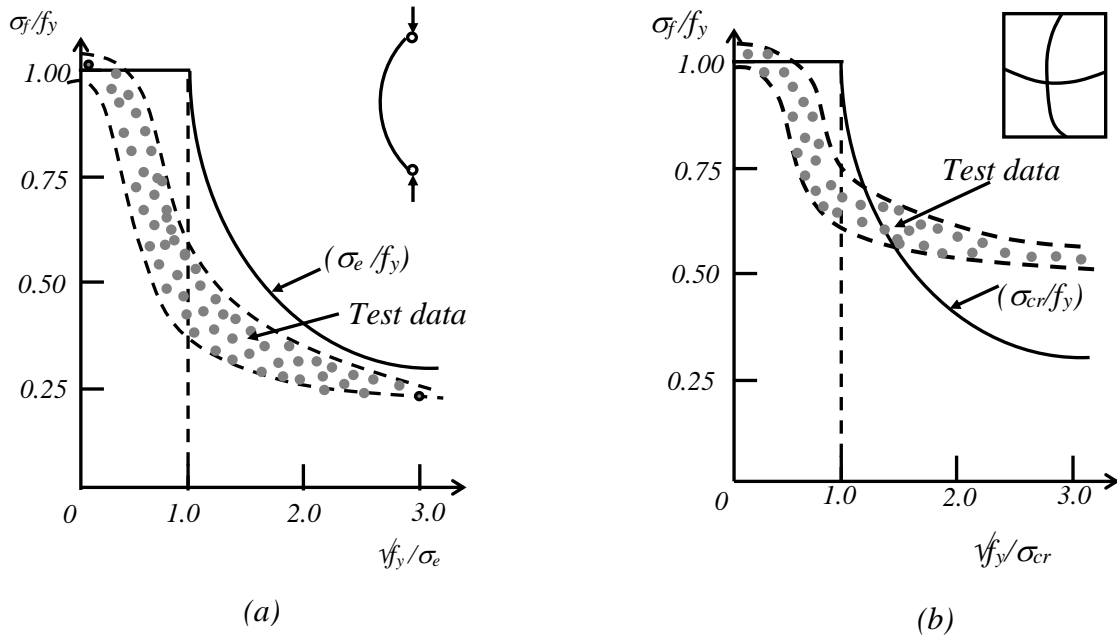 σf/fy
1.00
0.75
0.50
0.25
(σe/fy)
Test data
0
1.0
2.0
3.0
√fy/σe
(a)
σf/fy
1.00
0.75
0.50
0.25
Test data
(σcr/fy)
0
1.0
2.0
3.0
√fy/σcr
(b)